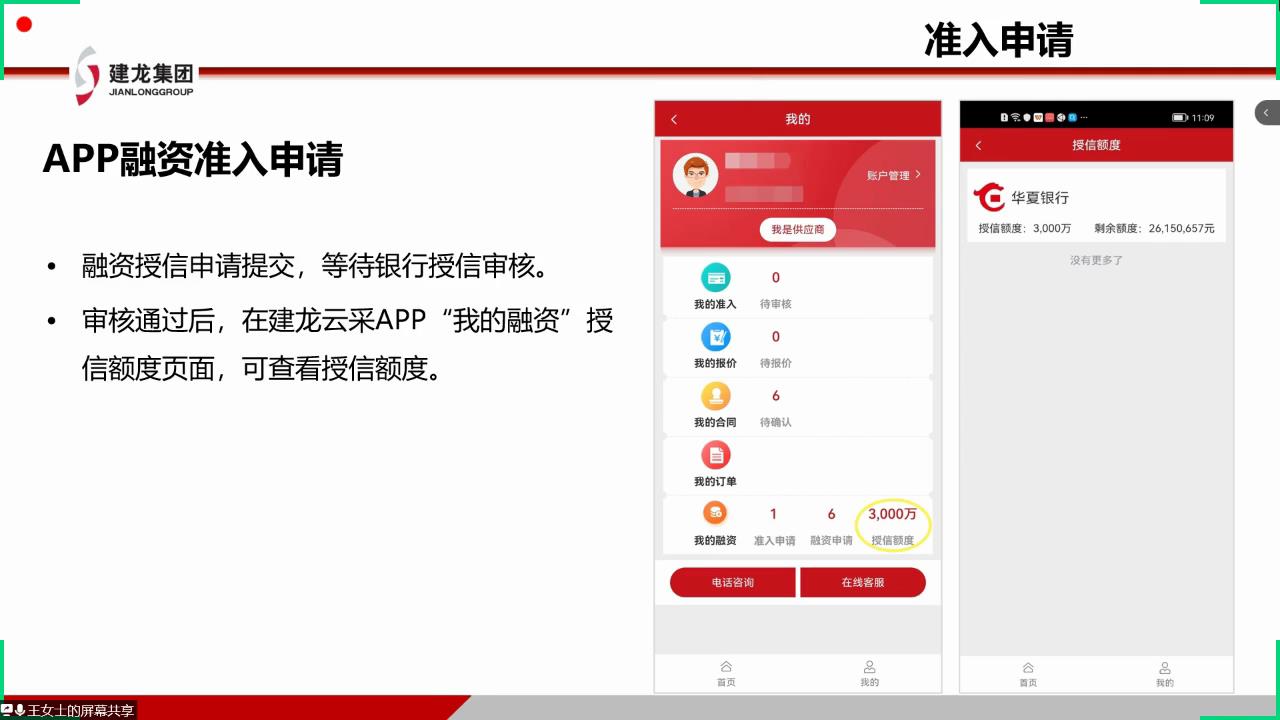 准入申请
建龙集团
JIANLONGGROUP
APP融资准入申请
• 融资授信申请提交，等待银行授信审核。
• 审核通过后，在建龙云采APP“我的融资”授
信额度页面，可查看授信额度。
我的
账户管理
我是供应商
0
我的准入 待审核
0
我的报价 待报价
6
我的合同 待确认
我的订单
1 6 3,000万
我的融资 准入申请 融资申请 授信额度
电话咨询 在线客服
首页 我的
11:09
授信额度
华夏银行
授信额度：3,000万 剩余额度：26,150,657元
没有更多了
首页 我的
王女士的屏幕共享